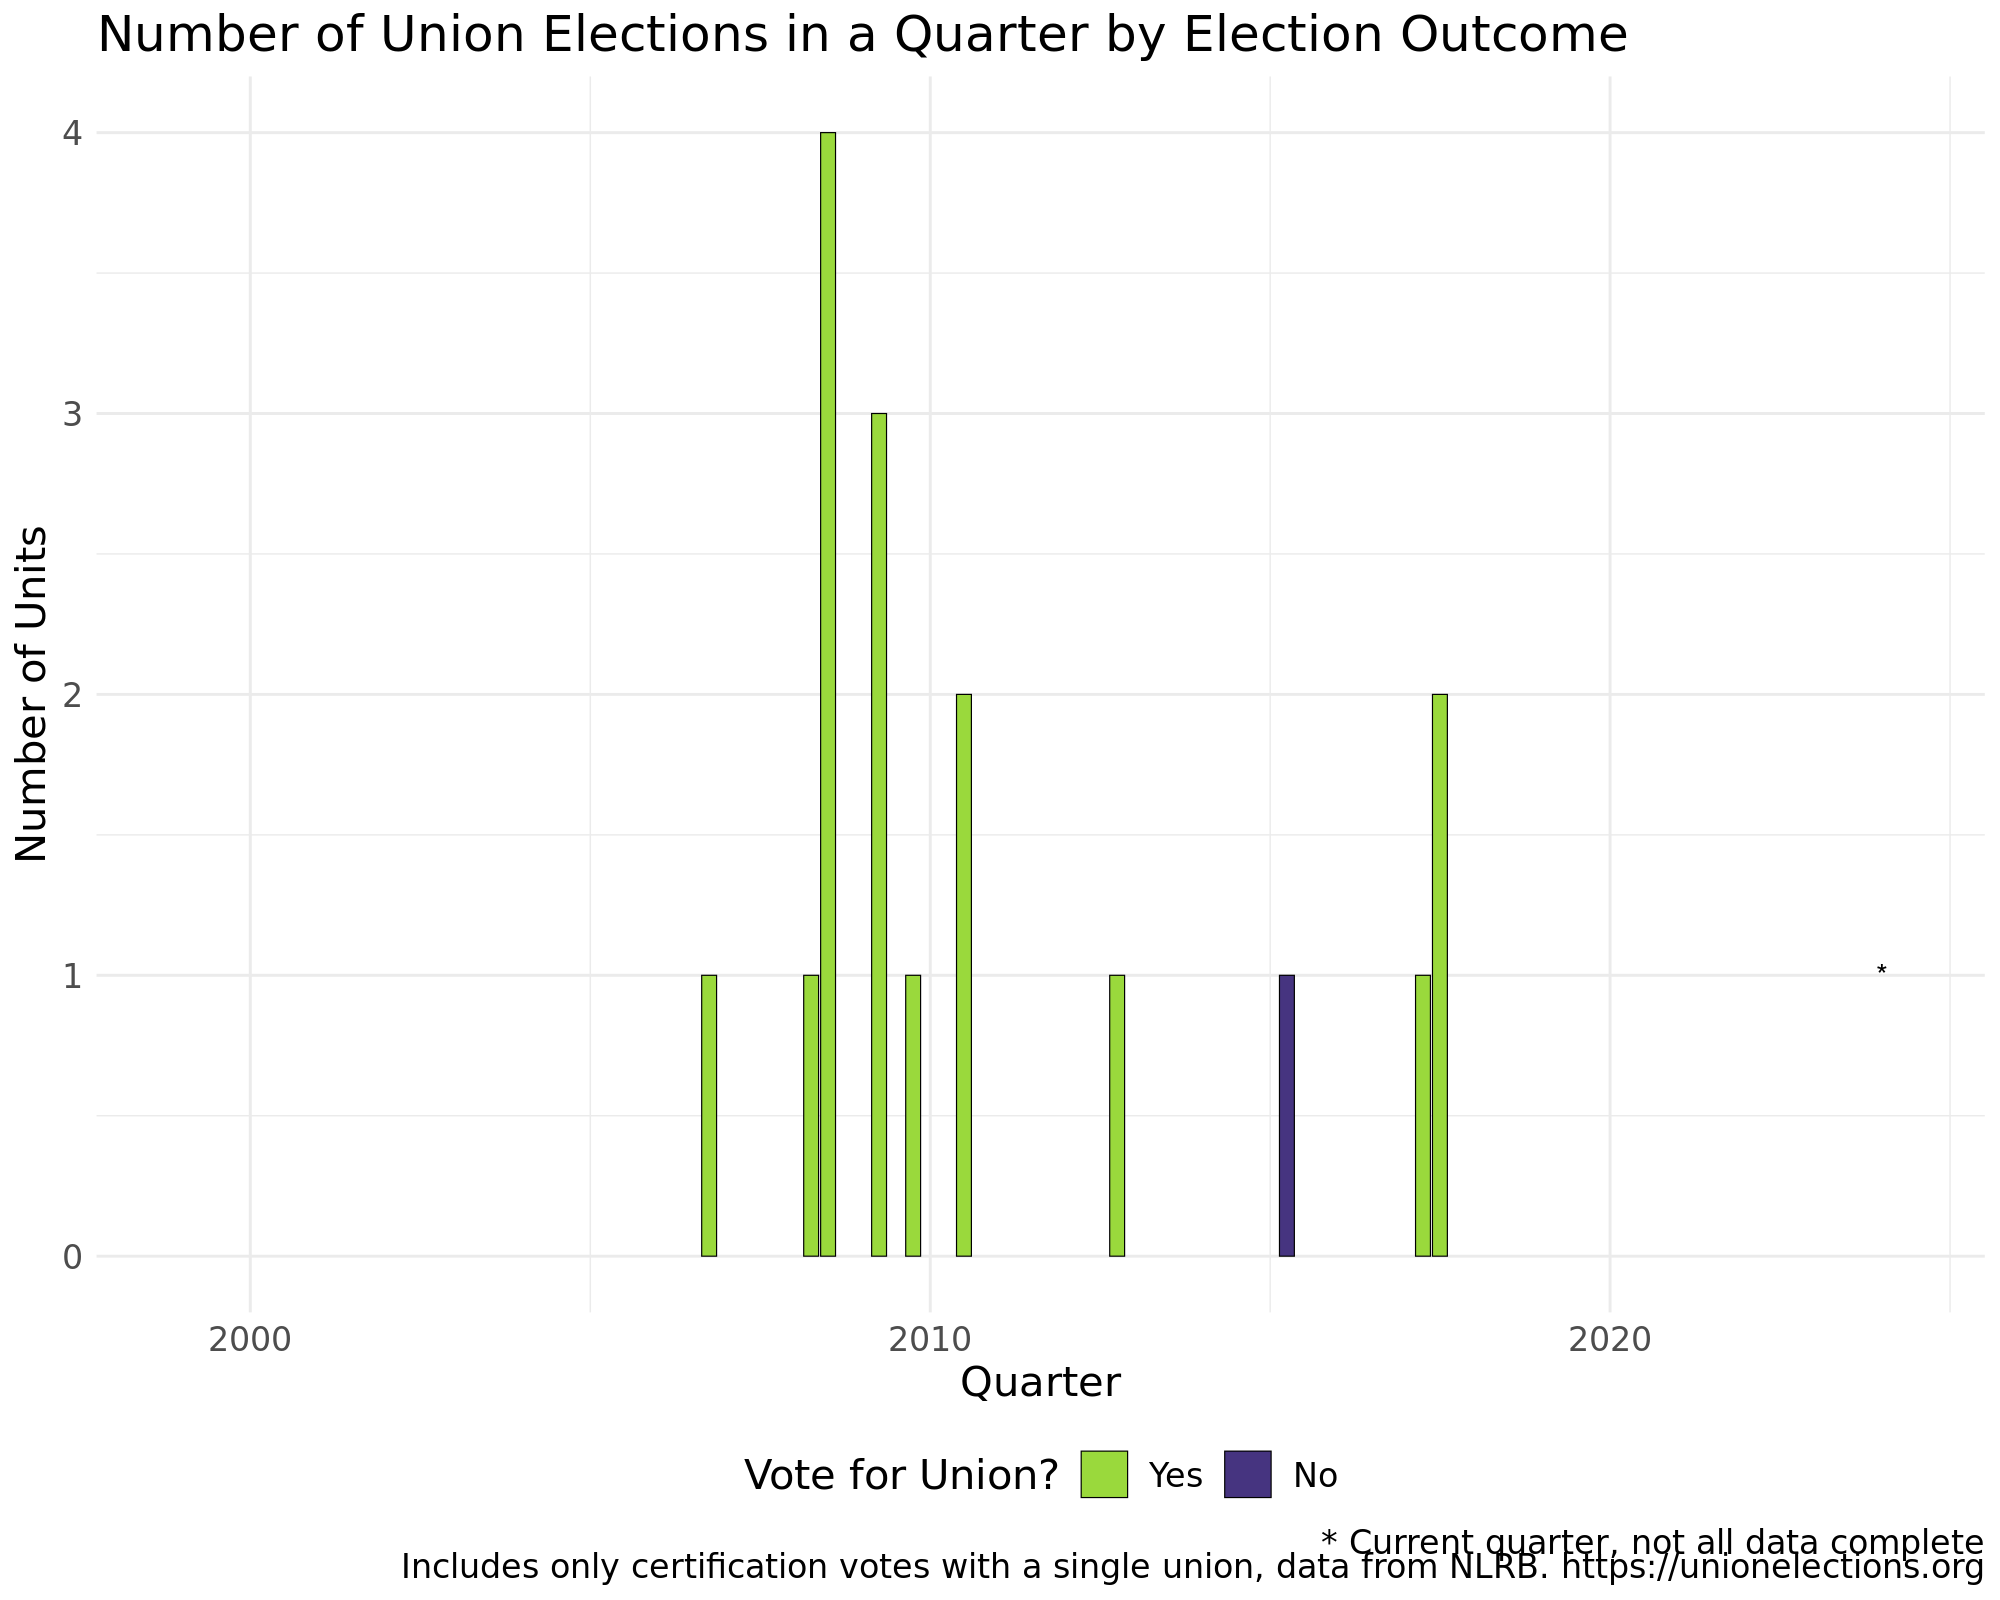 Number of Union Elections in a Quarter by Election Outcome
4
3
2
1
0
Number of Units
*
2000 2010 2020
Quarter
Vote for Union? Yes No
* Current quarter, not all data complete
Includes only certification votes with a single union, data from NLRB. https://unionelections.org